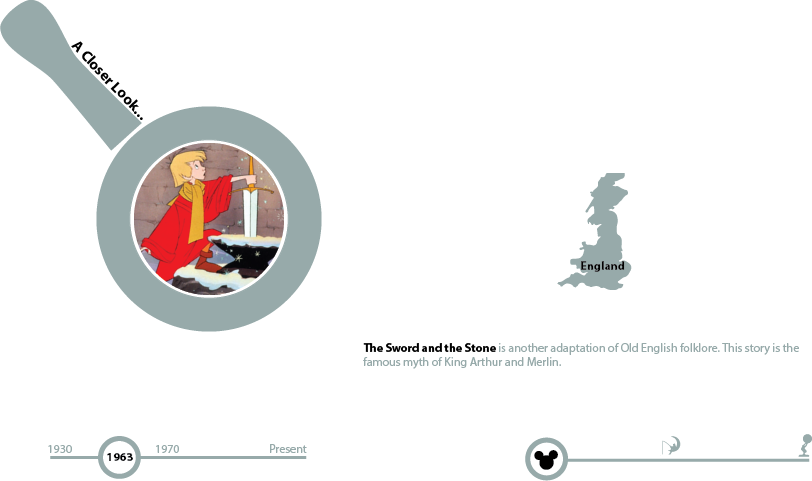 A Closer Look...
England
The Sword and the Stone is another adaptation of Old English folklore. This story is the
famous myth of King Arthur and Merlin.
1930
1963
1970
Present